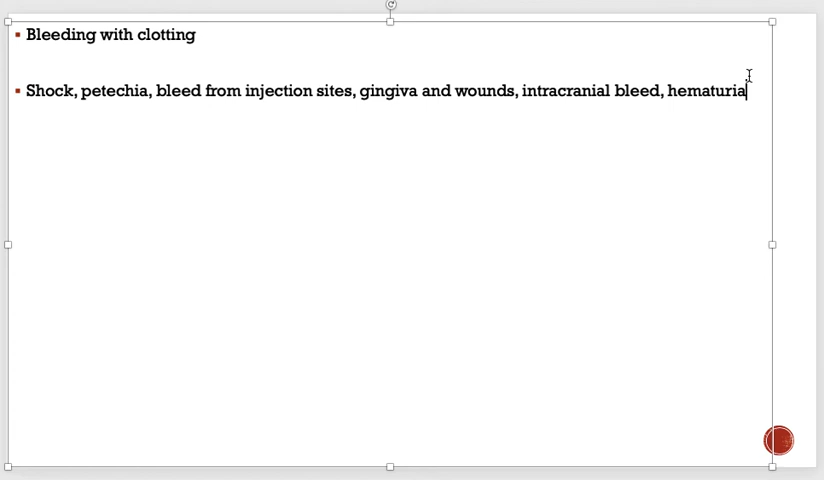 Bleeding with clotting
Shock, petechia, bleed from injection sites, gingiva and wounds, intracranial bleed, hematuria